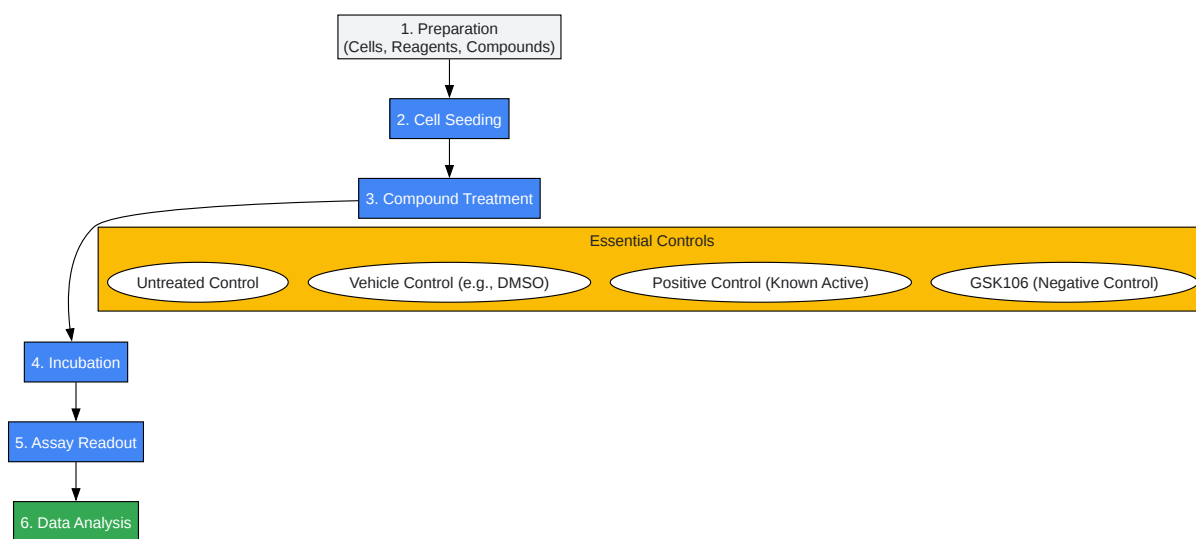 1. Preparation
(Cells, Reagents, Compounds)
2. Cell Seeding
3. Compound Treatment
Essential Controls
Untreated Control
Vehicle Control (e.g., DMSO)
Positive Control (Known Active)
GSK106 (Negative Control)
4. Incubation
5. Assay Readout
6. Data Analysis